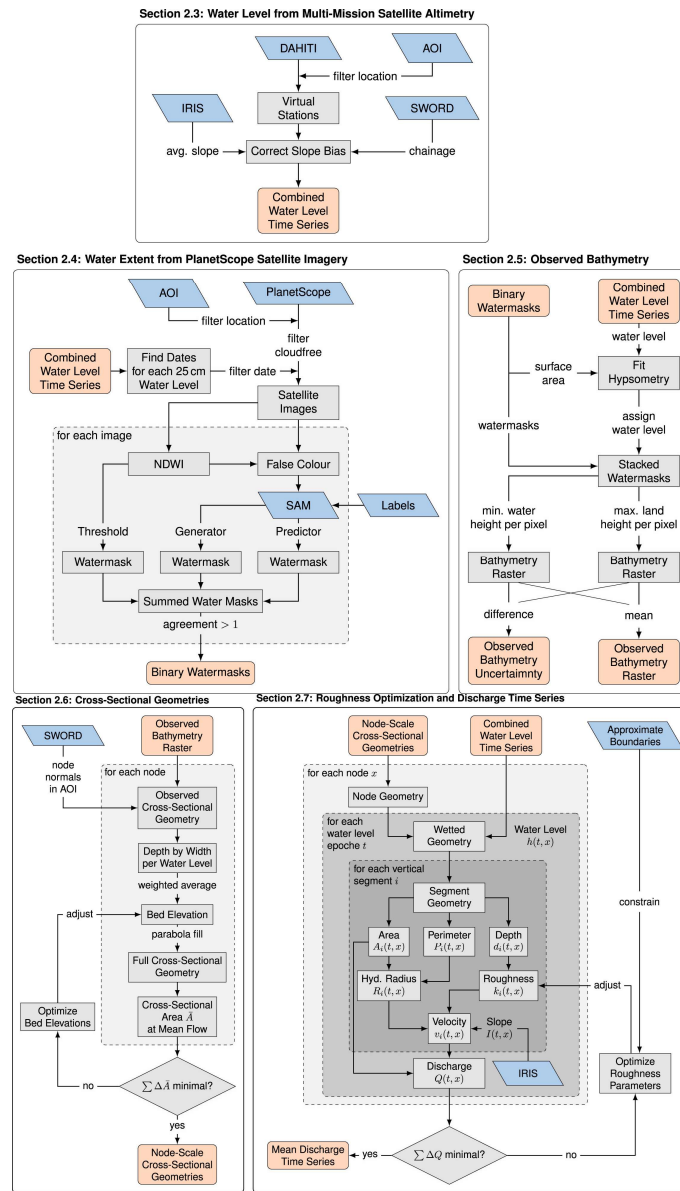 Section 2.3: Water Level from Multi-Mission Satellite Altimetry
DAHITI
AOI
filter location
IRIS
Virtual
Stations
SWORD
avg. slope
Correct Slope Bias
chainage
Combined
Water Level
Time Series
Section 2.4: Water Extent from PlanetScope Satellite Imagery
AOI
PlanetScope
filter location
filter
cloudfree
Combined
Water Level
Time Series
Find Dates
for each 25 cm
Water Level
filter date
Satellite
Images
for each image
NDWI
False Colour
SAM
Labels
Threshold
Generator
Predictor
Watermask
Watermask
Watermask
Summed Water Masks
agreement > 1
Binary Watermasks
Section 2.5: Observed Bathymetry
Binary
Watermasks
Combined
Water Level
Time Series
water level
surface
area
Fit
Hypsometry
watermasks
assign
water level
Stacked
Watermasks
min. water
height per pixel
max. land
height per pixel
Bathymetry
Raster
Bathymetry
Raster
difference
mean
Observed
Bathymetry
Uncertaimnty
Observed
Bathymetry
Raster
Section 2.6: Cross-Sectional Geometries
SWORD
Observed
Bathymetry
Raster
node
normals
in AOI
for each node
Observed
Cross-Sectional
Geometry
Depth by Width
per Water Level
weighted average
adjust
Bed Elevation
parabola fill
Full Cross-Sectional
Geometry
Optimize
Bed Elevations
Cross-Sectional
Area Ā
at Mean Flow
no
∑ ΔĀ minimal?
yes
Node-Scale
Cross-Sectional
Geometries
Section 2.7: Roughness Optimization and Discharge Time Series
Node-Scale
Cross-Sectional
Geometries
Combined
Water Level
Time Series
Approximate
Boundaries
for each node x
Node Geometry
for each
water level
epoche t
Wetted
Geometry
Water Level
h(t, x)
for each vertical
segment i
Segment
Geometry
constrain
Area
A_i(t, x)
Perimeter
P_i(t, x)
Depth
d_i(t, x)
Hyd. Radius
R_i(t, x)
Roughness
k_i(t, x)
adjust
Velocity
v_i(t, x)
Slope
I(t, x)
Discharge
Q(t, x)
IRIS
Optimize
Roughness
Parameters
Mean Discharge
Time Series
yes
∑ ΔQ minimal?
no